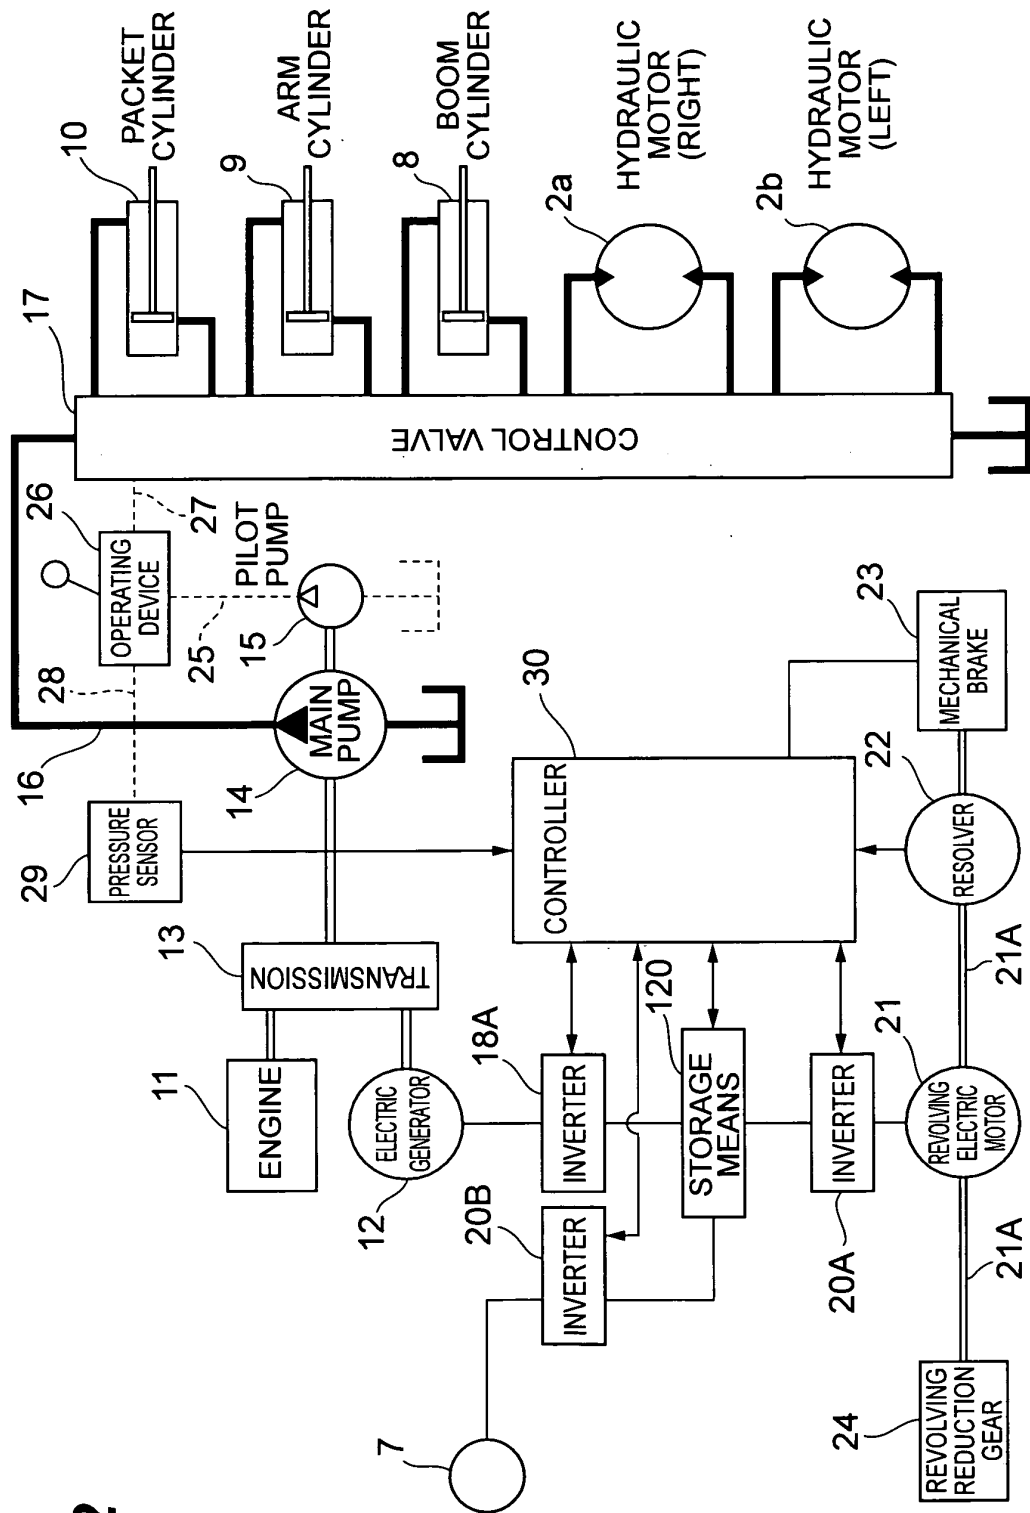 2
11
ENGINE
13
TRANSMISSION
12
ELECTRIC
GENERATOR
29
PRESSURE
SENSOR
16
28
14
MAIN
PUMP
15
PILOT
PUMP
25
26
OPERATING
DEVICE
27
17
CONTROL VALVE
10
PACKET
CYLINDER
9
ARM
CYLINDER
8
BOOM
CYLINDER
2a
HYDRAULIC
MOTOR
(RIGHT)
2b
HYDRAULIC
MOTOR
(LEFT)
7
20B
INVERTER
18A
INVERTER
120
STORAGE
MEANS
20A
INVERTER
30
CONTROLLER
24
REVOLVING
REDUCTION
GEAR
21A
21
REVOLVING
ELECTRIC
MOTOR
21A
22
RESOLVER
23
MECHANICAL
BRAKE